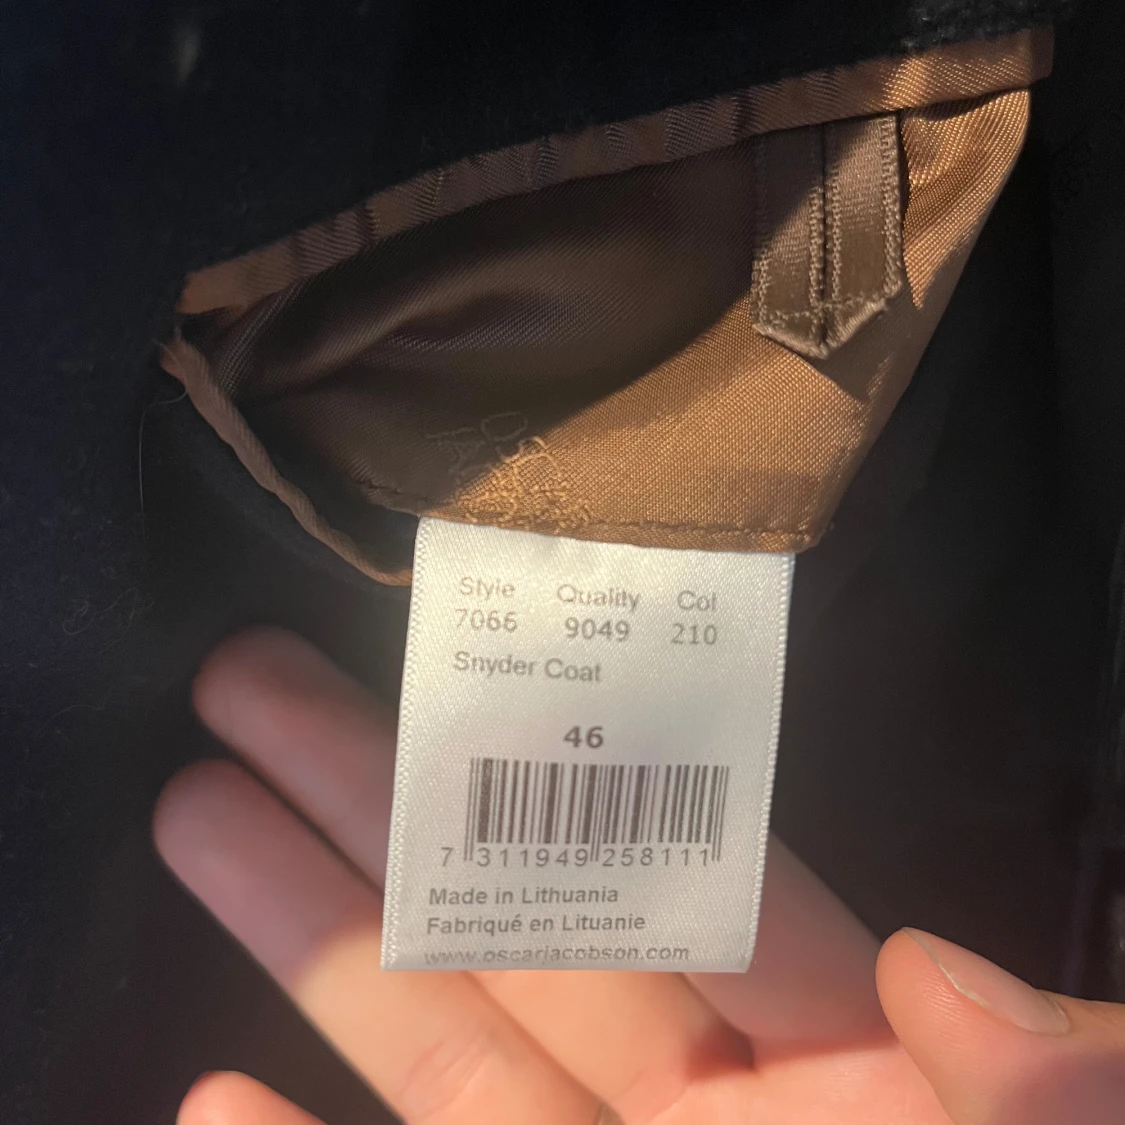 Style Quality Col
7066 9049 210
Snyder Coat
46
7 311949 258111
Made in Lithuania
Fabriqué en Lituanie
www.oscarjacobson.com